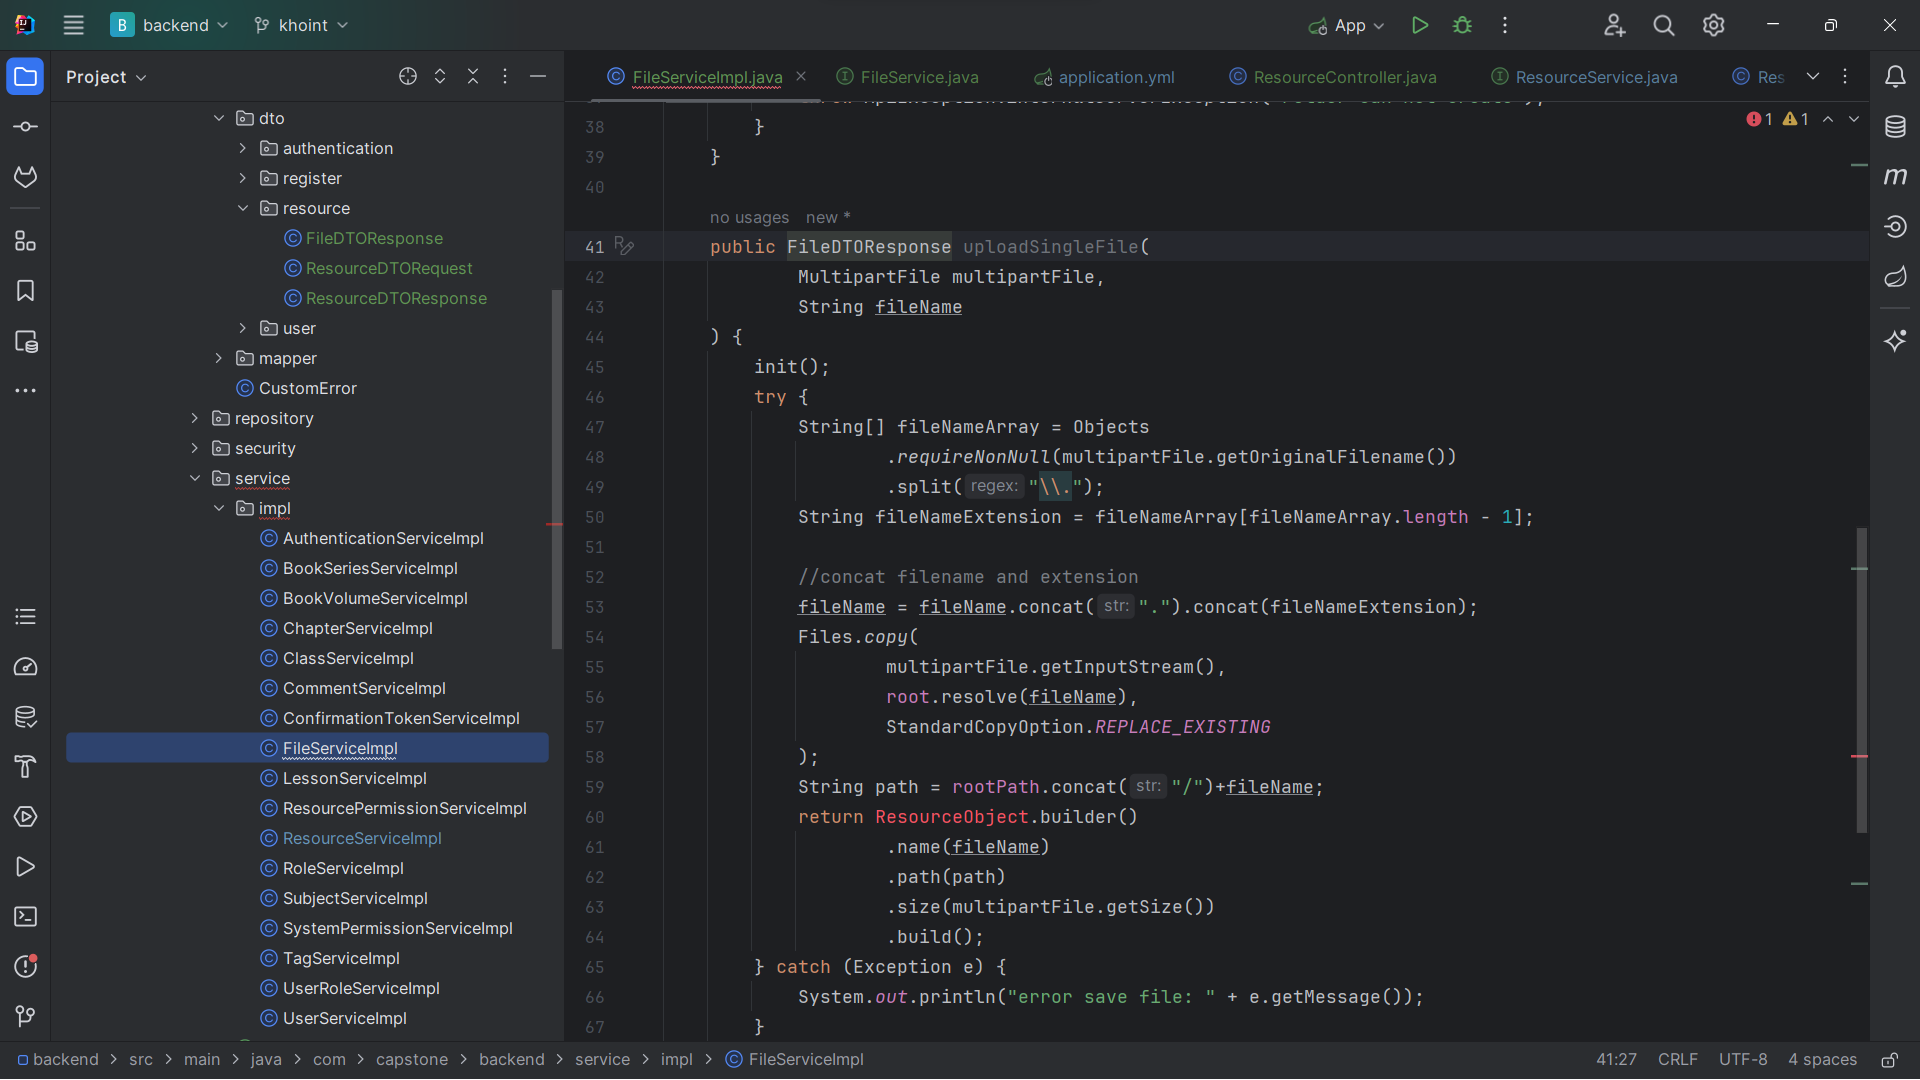 B backend khoint App
Project
FileServiceImpl.java FileService.java application.yml ResourceController.java ResourceService.java Res
1 1
dto
authentication
register
resource
FileDTOResponse
ResourceDTORequest
ResourceDTOResponse
user
mapper
CustomError
repository
security
service
impl
AuthenticationServiceImpl
BookSeriesServiceImpl
BookVolumeServiceImpl
ChapterServiceImpl
ClassServiceImpl
CommentServiceImpl
ConfirmationTokenServiceImpl
FileServiceImpl
LessonServiceImpl
ResourcePermissionServiceImpl
ResourceServiceImpl
RoleServiceImpl
SubjectServiceImpl
SystemPermissionServiceImpl
TagServiceImpl
UserRoleServiceImpl
UserServiceImpl
38 }
39 }
40
no usages new *
41 public FileDTOResponse uploadSingleFile(
42 MultipartFile multipartFile,
43 String fileName
44 ) {
45 init();
46 try {
47 String[] fileNameArray = Objects
48 .requireNonNull(multipartFile.getOriginalFilename())
49 .split( regex: "\\.");
50 String fileNameExtension = fileNameArray[fileNameArray.length - 1];
51
52 //concat filename and extension
53 fileName = fileName.concat( str: ".").concat(fileNameExtension);
54 Files.copy(
55 multipartFile.getInputStream(),
56 root.resolve(fileName),
57 StandardCopyOption.REPLACE_EXISTING
58 );
59 String path = rootPath.concat( str: "/")+fileName;
60 return ResourceObject.builder()
61 .name(fileName)
62 .path(path)
63 .size(multipartFile.getSize())
64 .build();
65 } catch (Exception e) {
66 System.out.println("error save file: " + e.getMessage());
67 }
backend > src > main > java > com > capstone > backend > service > impl > FileServiceImpl
41:27 CRLF UTF-8 4 spaces